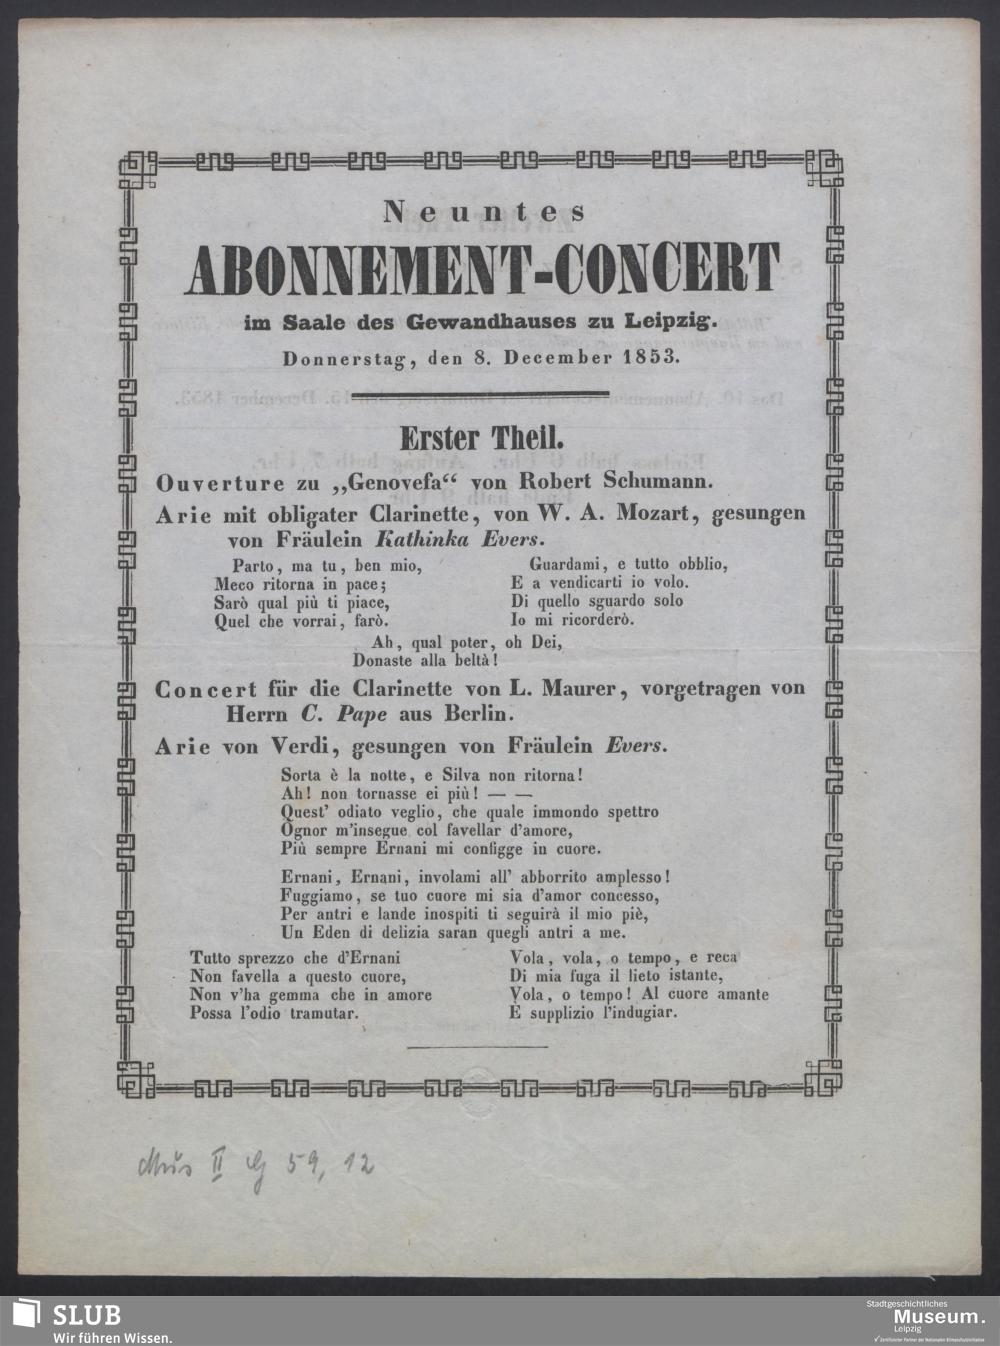 Neuntes
ABONNEMENT-CONCERT
im Saale des Gewandhauses zu Leipzig.
Donnerstag, den 8. December 1853.
Erster Theil.
Ouverture zu „Genovefa“ von Robert Schumann.
Arie mit obligater Clarinette, von W. A. Mozart, gesungen
von Fräulein Kathinka Evers.
Parto, ma tu, ben mio,
Meco ritorna in pace;
Sarò qual più ti piace,
Quel che vorrai, farò.
Guardami, e tutto obblio,
E a vendicarti io volo.
Di quello sguardo solo
Io mi ricorderò.
Ah, qual poter, oh Dei,
Donaste alla beltà!
Concert für die Clarinette von L. Maurer, vorgetragen von
Herrn C. Pape aus Berlin.
Arie von Verdi, gesungen von Fräulein Evers.
Sorta è la notte, e Silva non ritorna!
Ah! non tornasse ei più! — —
Quest' odiato veglio, che quale immondo spettro
Ognor m'insegue col favellar d'amore,
Più sempre Ernani mi configge in cuore.
Ernani, Ernani, involami all' abborrito amplesso!
Fuggiamo, se tuo cuore mi sia d'amor concesso,
Per antri e lande inospiti ti seguirà il mio piè,
Un Eden di delizia saran quegli antri a me.
Tutto sprezzo che d'Ernani
Non favella a questo cuore,
Non v'ha gemma che in amore
Possa l'odio tramutar.
Vola, vola, o tempo, e reca
Di mia fuga il lieto istante,
Vola, o tempo! Al cuore amante
E supplizio l'indugiar.
Mus II G 59, 12
SLUB
Wir führen Wissen.
Stadtgeschichtliches
Museum.
Leipzig
Zertifizierter Partner der Nationalen Klimaschutzinitiative